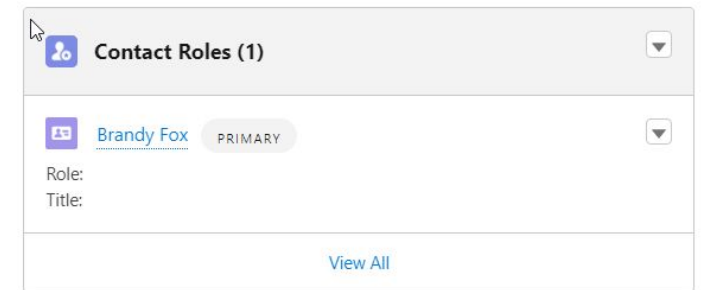 Contact Roles (1)
Brandy Fox PRIMARY
Role:
Title:
View All